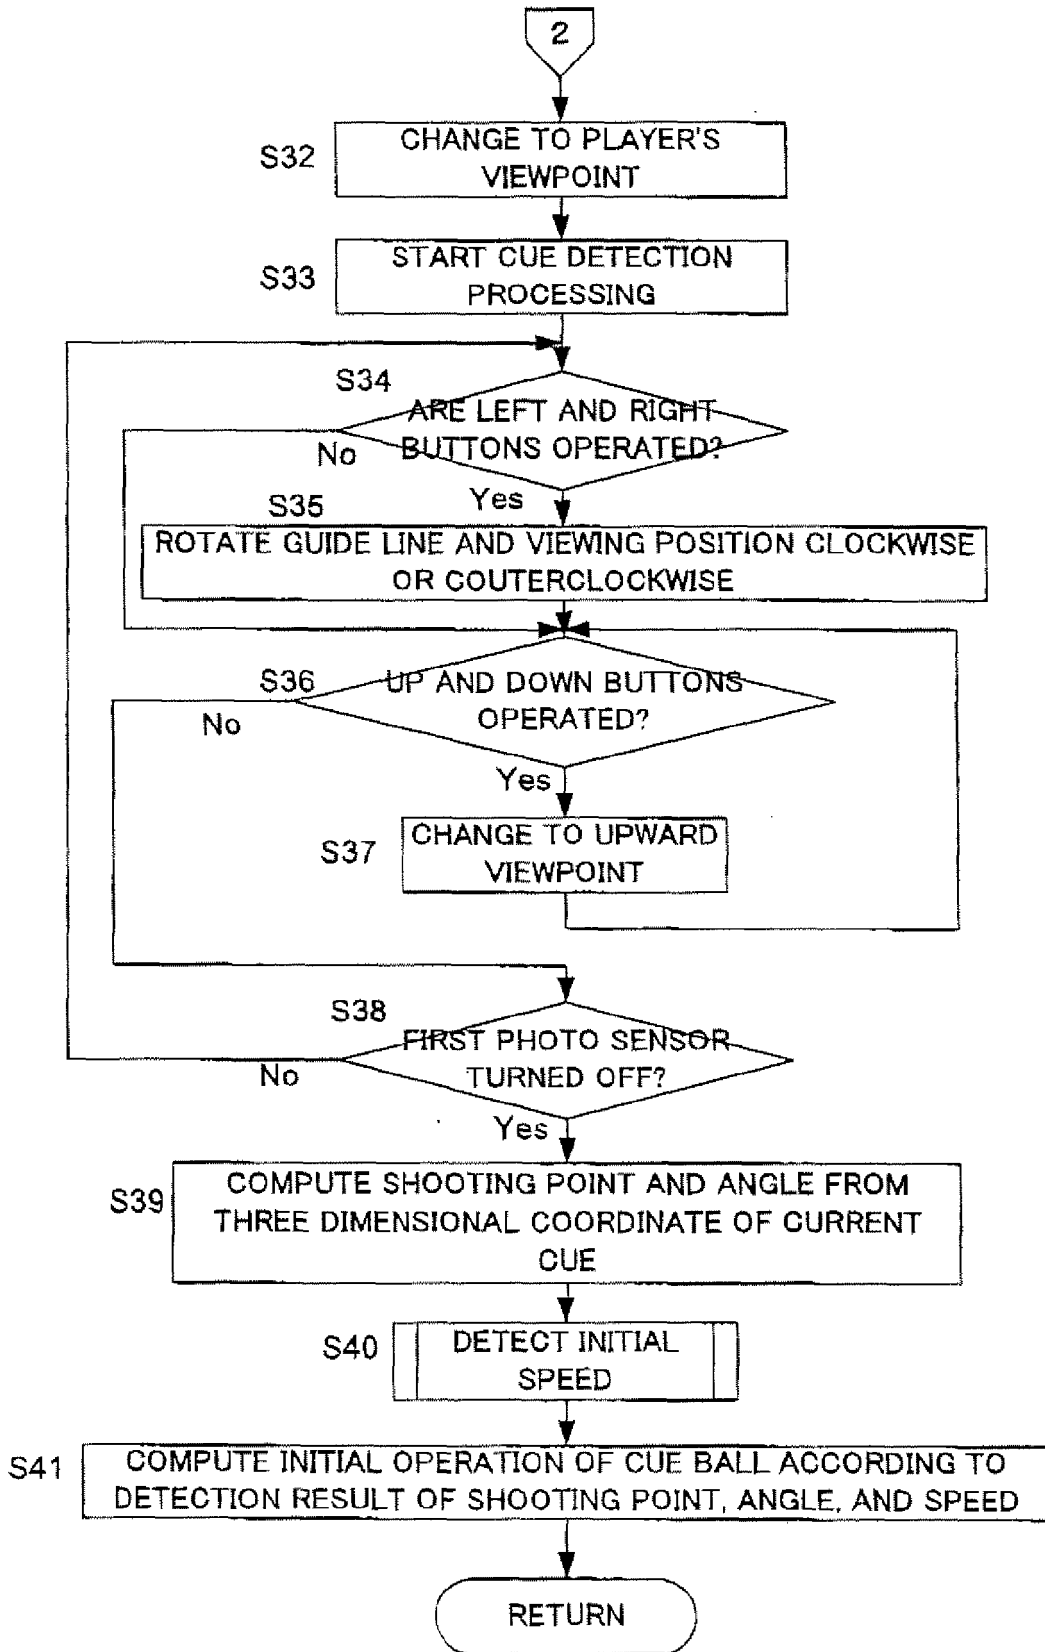 2
S32
CHANGE TO PLAYER'S
VIEWPOINT
S33
START CUE DETECTION
PROCESSING
S34
ARE LEFT AND RIGHT
BUTTONS OPERATED?
No
Yes
S35
ROTATE GUIDE LINE AND VIEWING POSITION CLOCKWISE
OR COUTERCLOCKWISE
S36
UP AND DOWN BUTTONS
OPERATED?
No
Yes
S37
CHANGE TO UPWARD
VIEWPOINT
S38
FIRST PHOTO SENSOR
TURNED OFF?
No
Yes
S39
COMPUTE SHOOTING POINT AND ANGLE FROM
THREE DIMENSIONAL COORDINATE OF CURRENT
CUE
S40
DETECT INITIAL
SPEED
S41
COMPUTE INITIAL OPERATION OF CUE BALL ACCORDING TO
DETECTION RESULT OF SHOOTING POINT, ANGLE, AND SPEED
RETURN